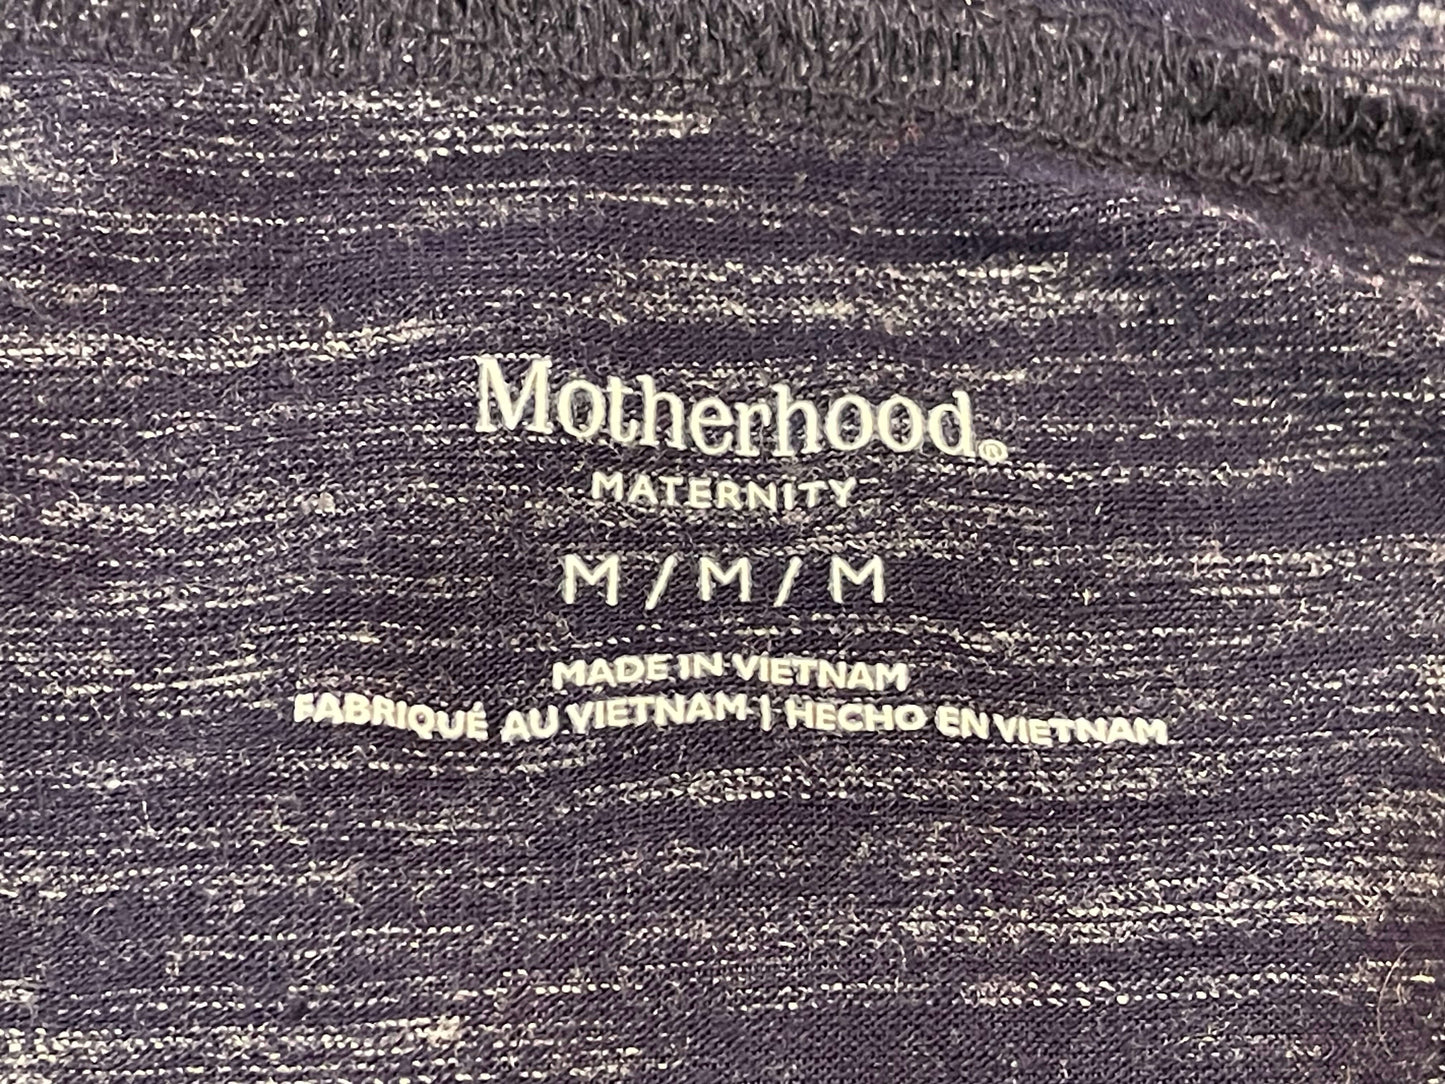 Motherhood®
MATERNITY
M / M / M
MADE IN VIETNAM
FABRIQUÉ AU VIETNAM | HECHO EN VIETNAM